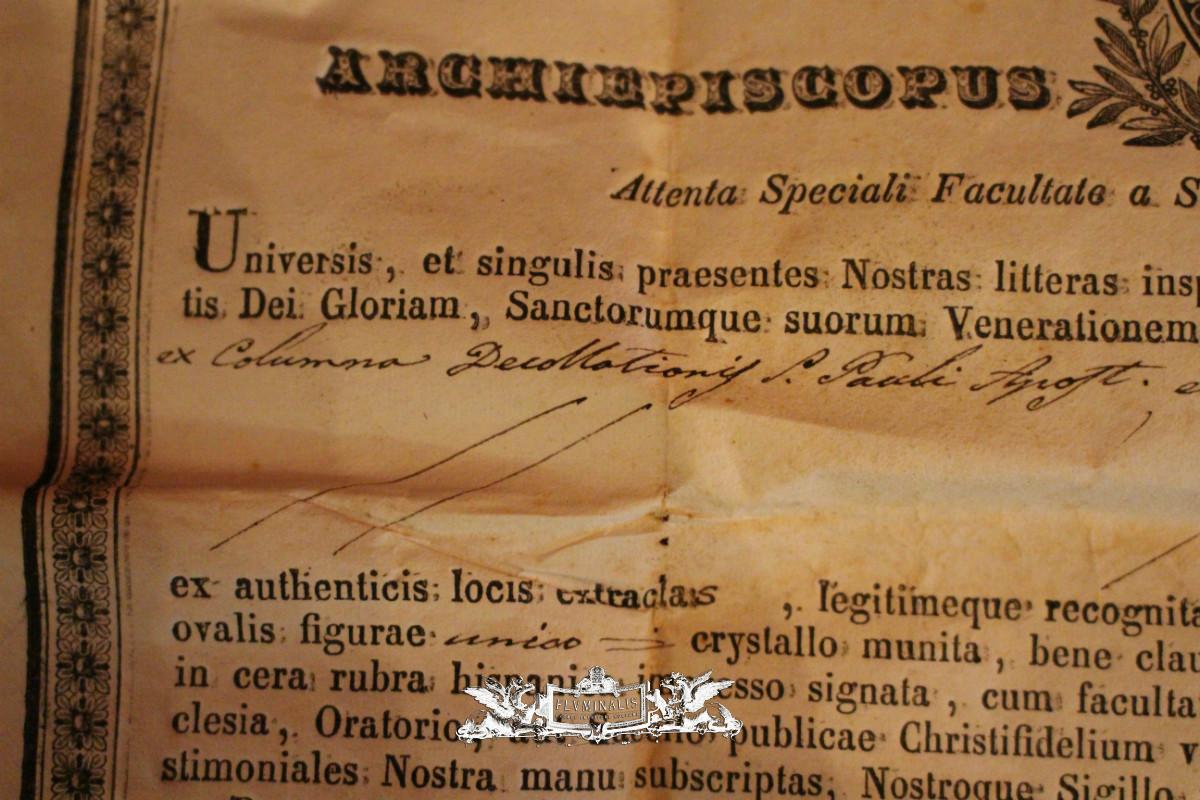 ARCHIEPISCOPUS
Attenta Speciali Facultate a S
Universis, et singulis praesentes Nostras litteras insp
tis Dei Gloriam, Sanctorumque suorum Venerationem
ex Columna Decollationis S. Pauli Apost.
ex authenticis locis extractas, legitimeque recognita
ovalis figurae unico = crystallo munita, bene clau
in cera rubra hispanica esso signata, cum faculta
clesia, Oratorio, publicae Christifidelium v
stimoniales Nostra manu subscriptas, Nostroque Sigillo
FLVMINALIS